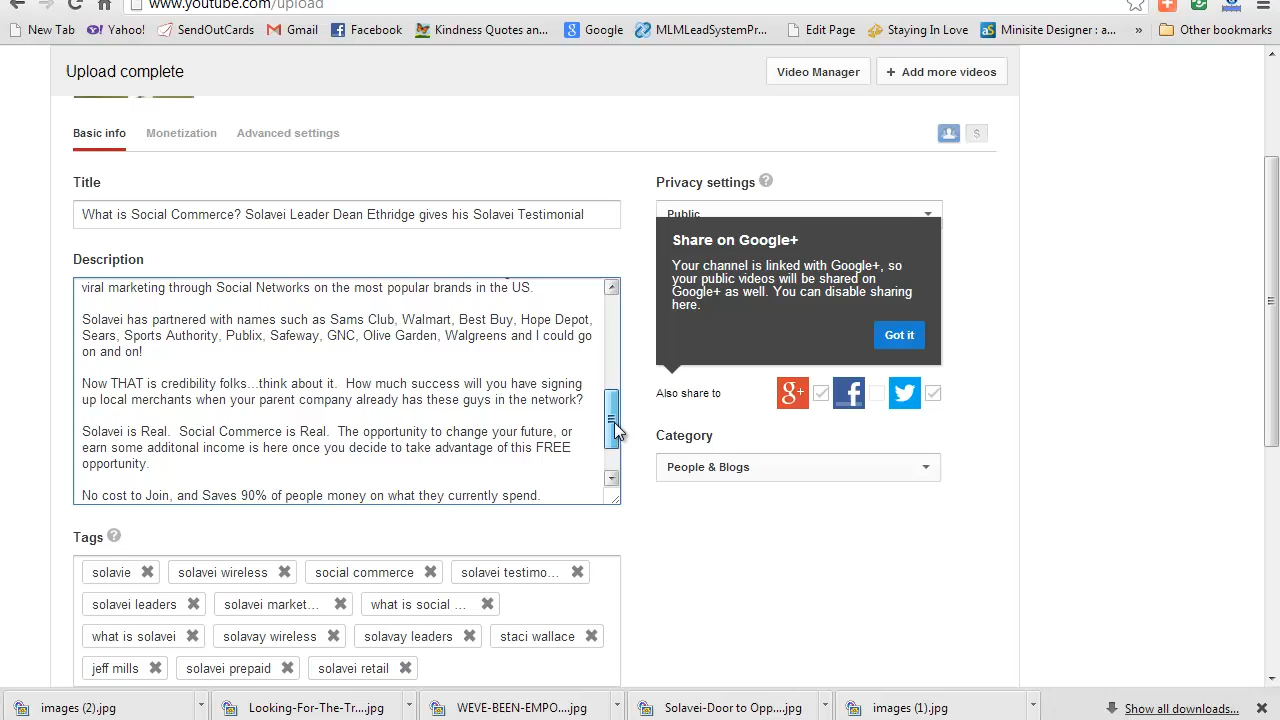 www.youtube.com/upload
New Tab
Yahoo!
SendOutCards
Gmail
Facebook
Kindness Quotes an...
Google
MLMLeadSystemPr...
Edit Page
Staying In Love
Minisite Designer : a...
»
Other bookmarks
Upload complete
Video Manager
+ Add more videos
Basic info
Monetization
Advanced settings
$
Title
Privacy settings ?
What is Social Commerce? Solavei Leader Dean Ethridge gives his Solavei Testimonial
Public
Share on Google+
Your channel is linked with Google+, so
your public videos will be shared on
Google+ as well. You can disable sharing
here.
Got it
Description
viral marketing through Social Networks on the most popular brands in the US.
Solavei has partnered with names such as Sams Club, Walmart, Best Buy, Hope Depot,
Sears, Sports Authority, Publix, Safeway, GNC, Olive Garden, Walgreens and I could go
on and on!
Now THAT is credibility folks...think about it.  How much success will you have signing
up local merchants when your parent company already has these guys in the network?
Solavei is Real.  Social Commerce is Real.  The opportunity to change your future, or
earn some additonal income is here once you decide to take advantage of this FREE
opportunity.
No cost to Join, and Saves 90% of people money on what they currently spend.
Also share to
Category
People & Blogs
Tags ?
solavie
solavei wireless
social commerce
solavei testimo...
solavei leaders
solavei market...
what is social ...
what is solavei
solavay wireless
solavay leaders
staci wallace
jeff mills
solavei prepaid
solavei retail
images (2).jpg
Looking-For-The-Tr....jpg
WEVE-BEEN-EMPO....jpg
Solavei-Door to Opp....jpg
images (1).jpg
Show all downloads...